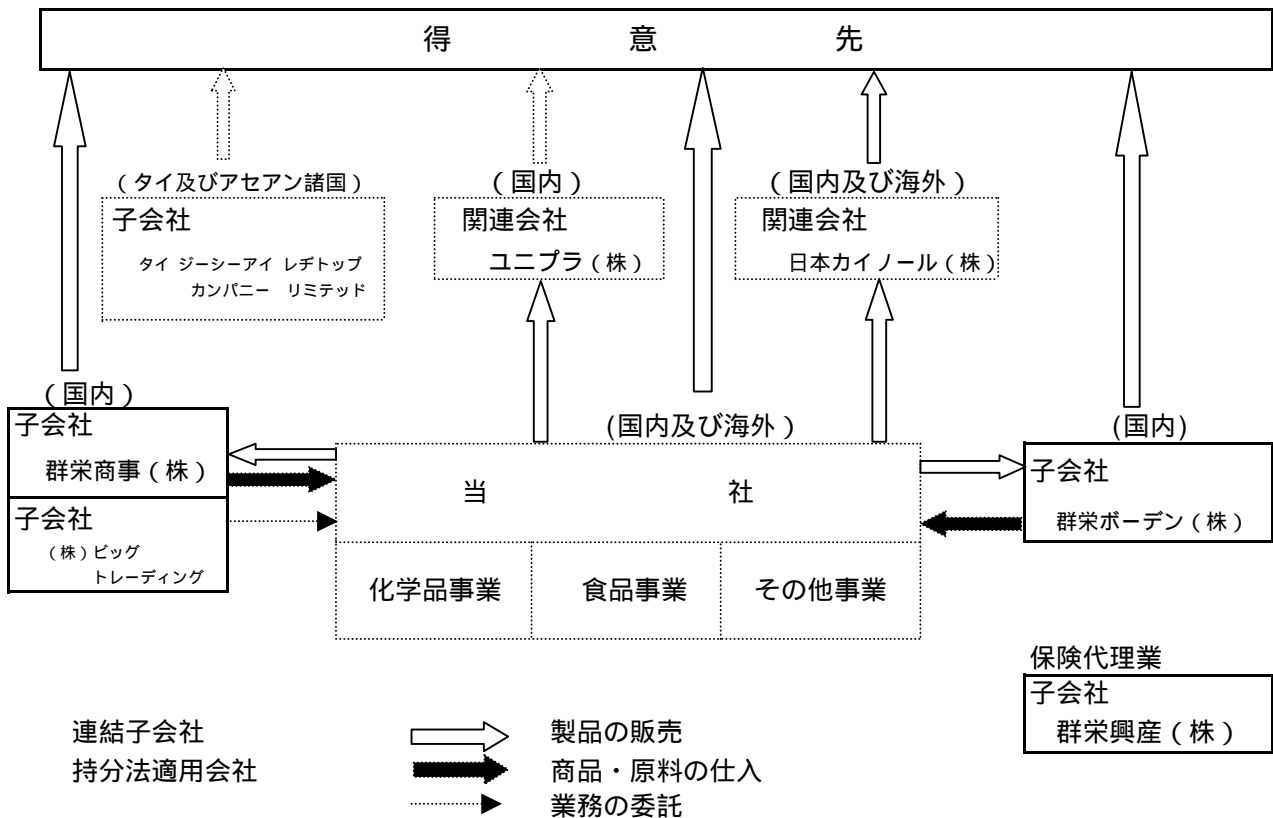 得意先
（タイ及びアセアン諸国）
子会社
タイ ジーシーアイ レヂトップ
カンパニー リミテッド
（国内）
関連会社
ユニプラ（株）
（国内及び海外）
関連会社
日本カイノール（株）
（国内）
子会社
群栄商事（株）
子会社
（株）ビッグ
トレーディング
(国内及び海外）
当社
化学品事業
食品事業
その他事業
(国内)
子会社
群栄ボーデン（株）
保険代理業
子会社
群栄興産（株）
連結子会社
持分法適用会社
製品の販売
商品・原料の仕入
業務の委託